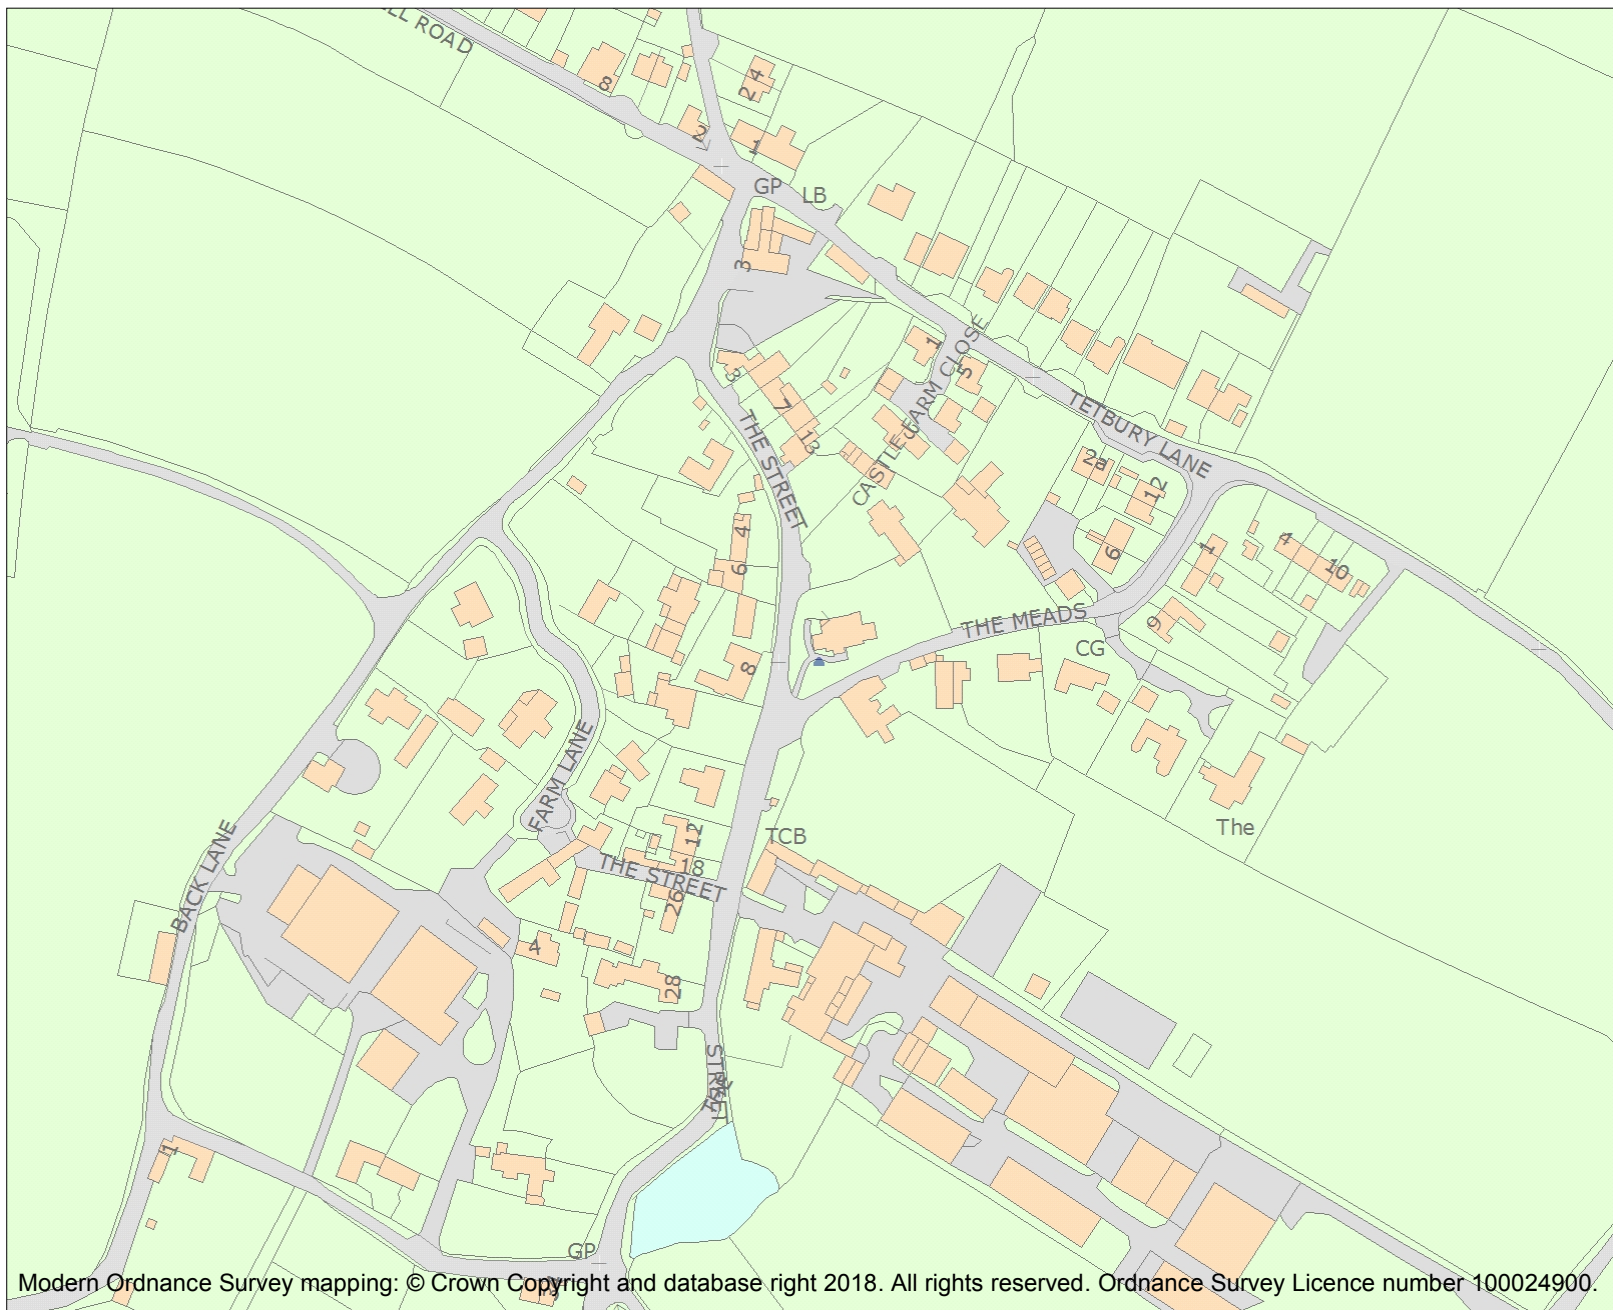 LL ROAD
8
2 4
2
1
GP
LB
3
1
CASTLE FARM CLOSE
5
3
7
13
THE STREET
TETBURY LANE
2a
12
4
6
6
1
4
10
THE MEADS
9
CG
8
FARM LANE
The
TCB
12
18
THE STREET
26
BACK LANE
4
28
STREET
1
GP
Modern Ordnance Survey mapping: © Crown Copyright and database right 2018. All rights reserved. Ordnance Survey Licence number 100024900.